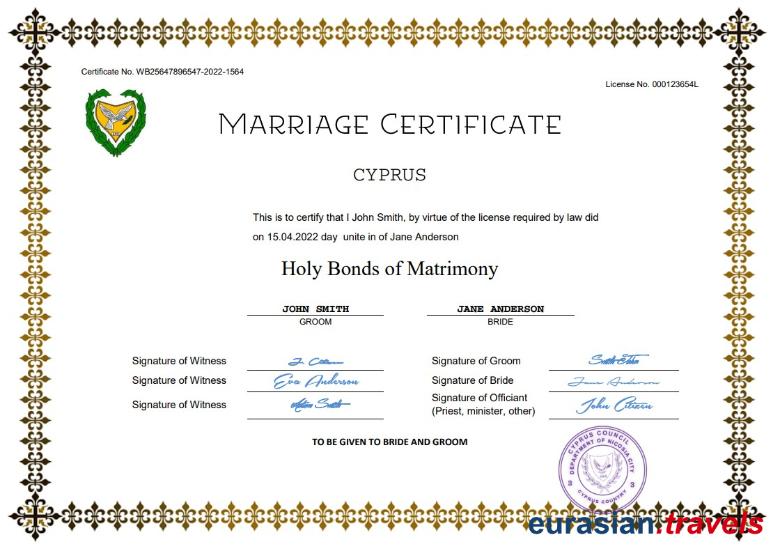 Certificate No. WB25647896547-2022-1564
License No. 000123654L
MARRIAGE CERTIFICATE
CYPRUS
This is to certify that I John Smith, by virtue of the license required by law did
on 15.04.2022 day unite in of Jane Anderson
Holy Bonds of Matrimony
JOHN SMITH JANE ANDERSON
GROOM BRIDE
Signature of Witness Signature of Groom
Signature of Witness Eva Anderson Signature of Bride Jane Anderson
Signature of Witness Signature of Officiant John Citizen
(Priest, minister, other)
TO BE GIVEN TO BRIDE AND GROOM
CYPRUS COUNCIL
DEPARTMENT OF NICOSIA CITY
3 3
CYPRUS COUNTRY
eurasian.travels